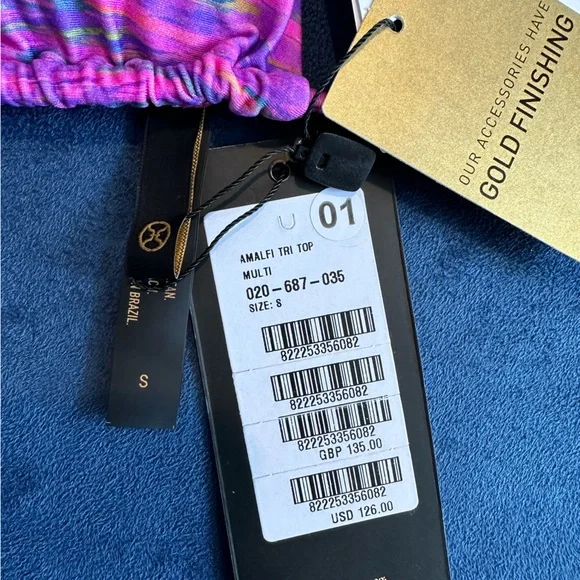 OUR ACCESSORIES HAVE
GOLD FINISHING
01
AMALFI TRI TOP
MULTI
020-687-035
SIZE: S
822253356082
822253356082
822253356082
GBP 135.00
822253356082
USD 126.00
BRAZIL.
S